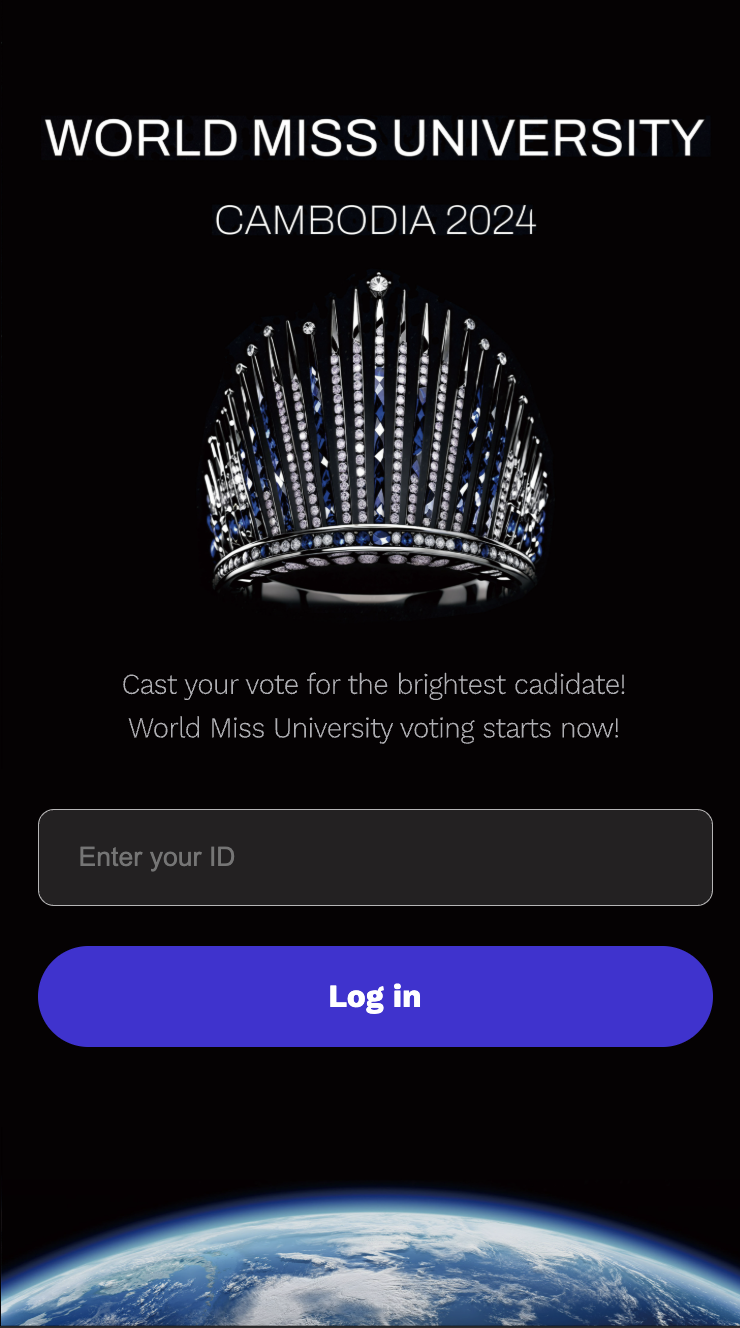 WORLD MISS UNIVERSITY
CAMBODIA 2024
Cast your vote for the brightest cadidate!
World Miss University voting starts now!
Enter your ID
Log in